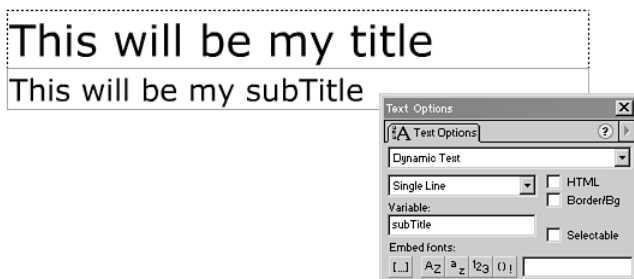 This will be my title
This will be my subTitle
Text Options
A Text Options ?
Dynamic Text
Single Line
HTML
Border/Bg
Variable:
subTitle
Selectable
Embed fonts:
[...] AZ az 123 ()!